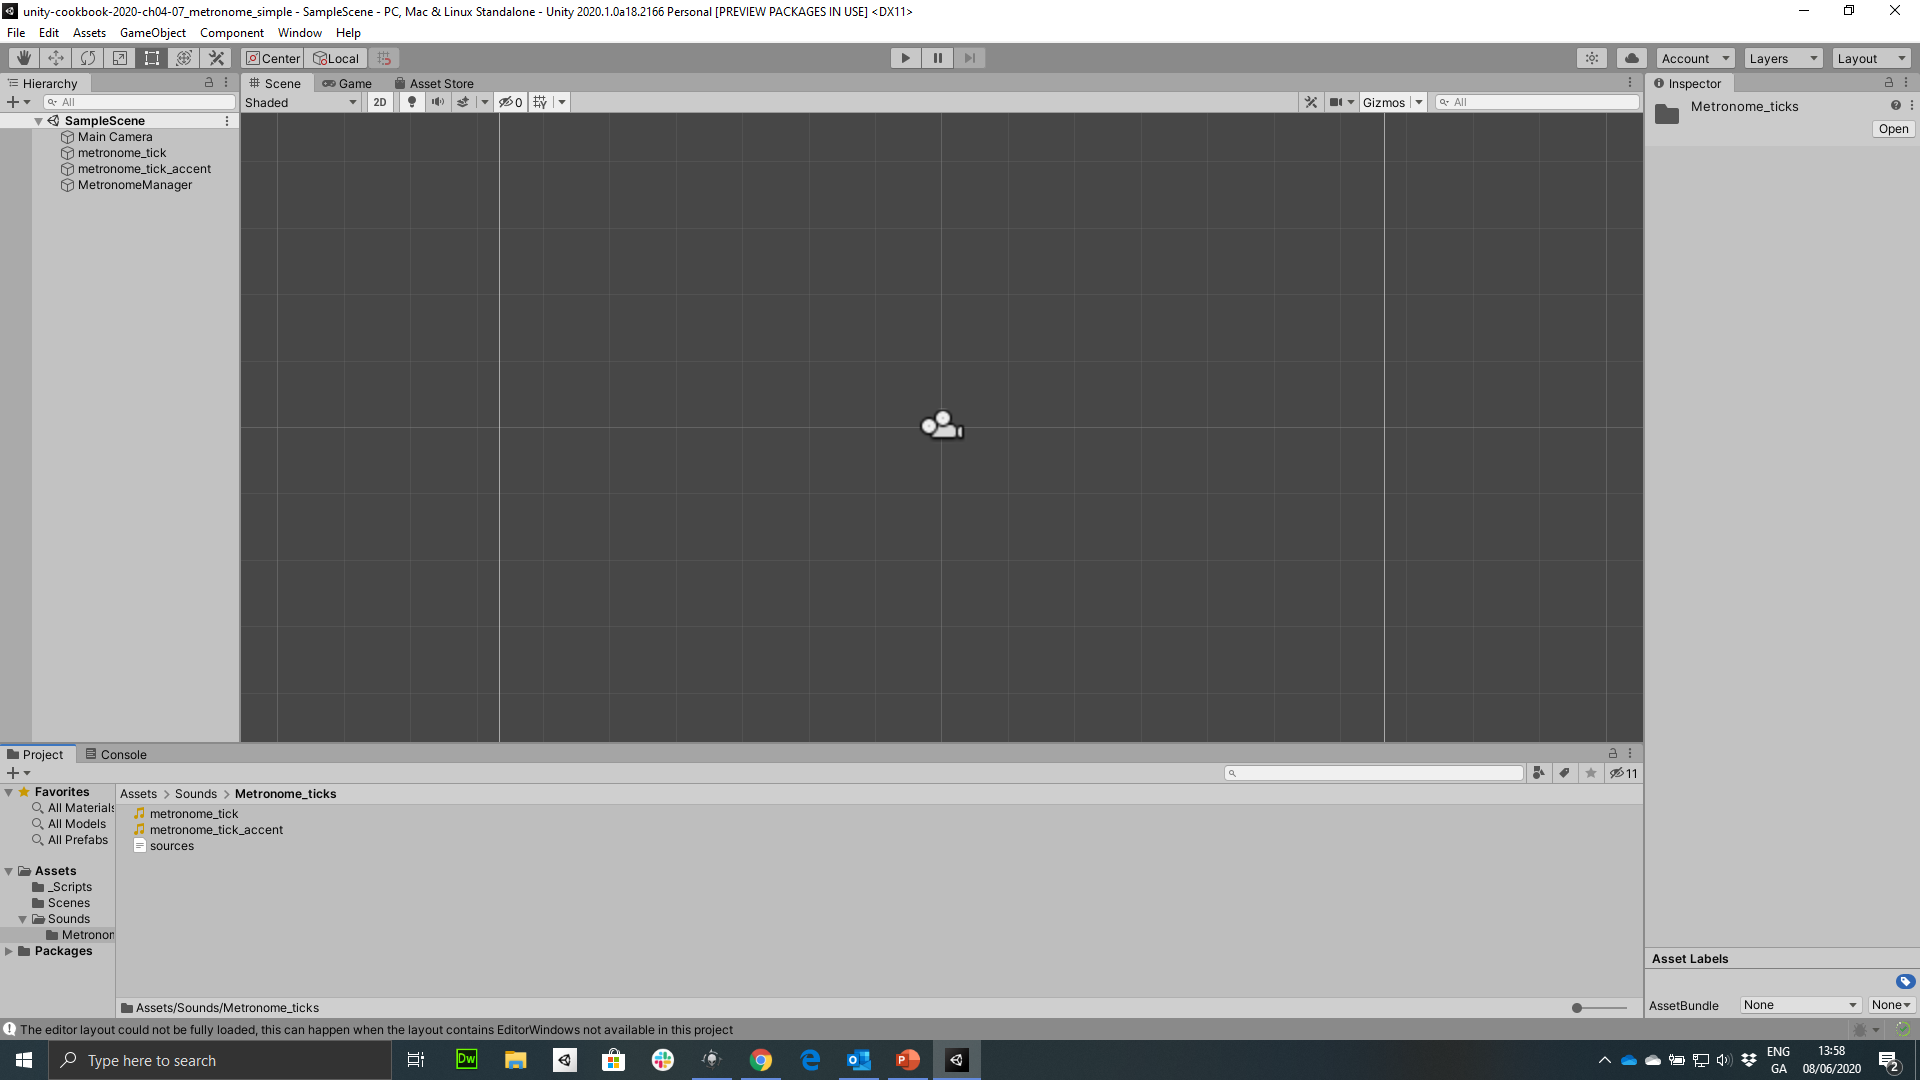 unity-cookbook-2020-ch04-07_metronome_simple - SampleScene - PC, Mac & Linux Standalone - Unity 2020.1.0a18.2166 Personal [PREVIEW PACKAGES IN USE] <DX11>
File Edit Assets GameObject Component Window Help
Center Local Account Layers Layout
Hierarchy
All
SampleScene
Main Camera
metronome_tick
metronome_tick_accent
MetronomeManager
Scene Game Asset Store
Shaded 2D 0 Gizmos All
Inspector
Metronome_ticks
Open
Project Console
11
Favorites
All Materials
All Models
All Prefabs
Assets
_Scripts
Scenes
Sounds
Metronom
Packages
Assets > Sounds > Metronome_ticks
metronome_tick
metronome_tick_accent
sources
Assets/Sounds/Metronome_ticks
Asset Labels
AssetBundle None None
The editor layout could not be fully loaded, this can happen when the layout contains EditorWindows not available in this project
Type here to search
Dw
ENG
GA
13:58
08/06/2020
2